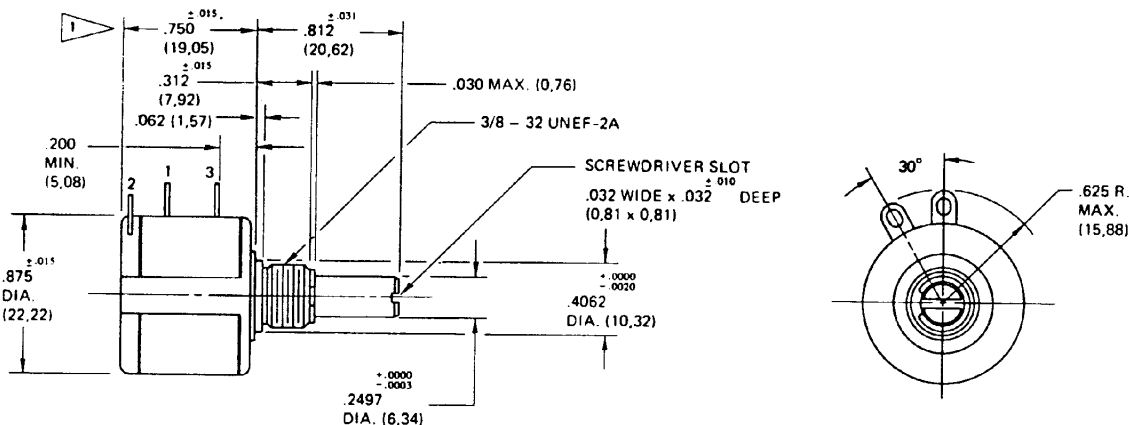 1
± .015.
.750
(19,05)
± .031
.812
(20,62)
± .015
.312
(7,92)
.030 MAX. (0,76)
.062 (1,57)
3/8 – 32 UNEF-2A
.200
MIN.
(5,08)
2
1
3
SCREWDRIVER SLOT
± .010
.032 WIDE x .032 DEEP
(0,81 x 0,81)
30°
.625 R.
MAX.
(15,88)
± .015
.875
DIA.
(22,22)
+ .0000
– .0020
.4062
DIA. (10,32)
+ .0000
– .0003
.2497
DIA. (6,34)